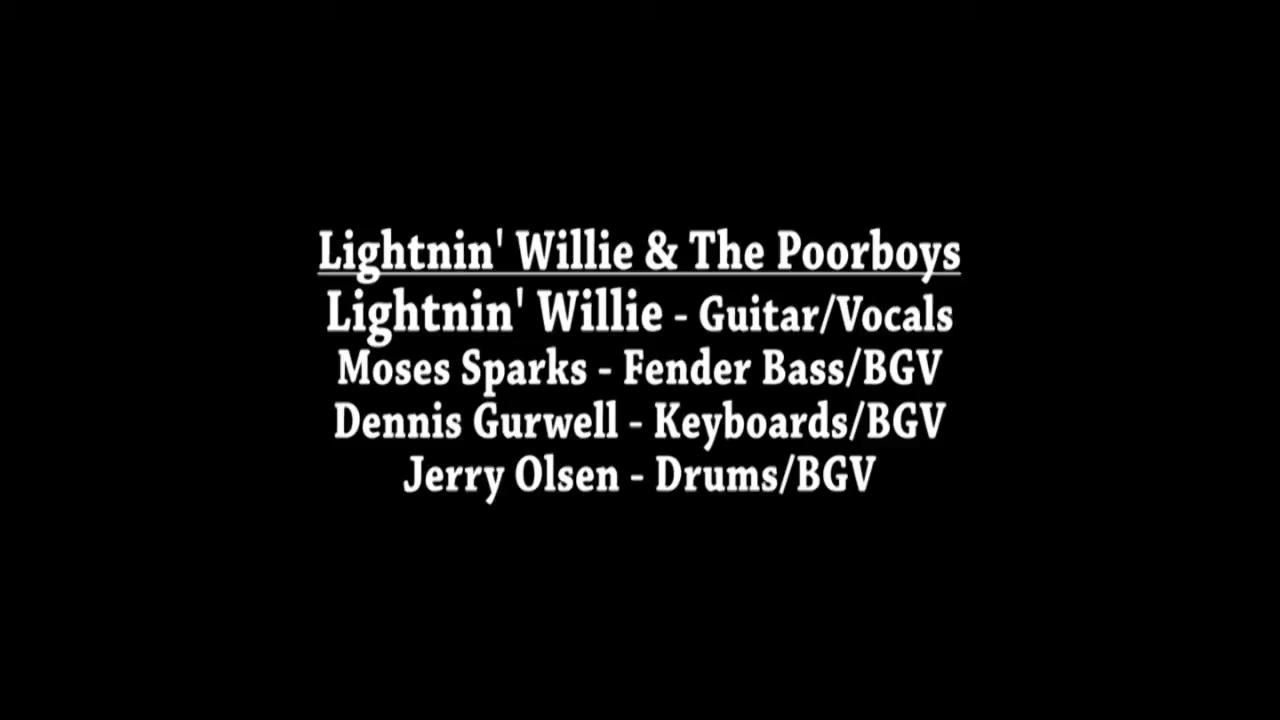 Lightnin' Willie & The Poorboys
Lightnin' Willie - Guitar/Vocals
Moses Sparks - Fender Bass/BGV
Dennis Gurwell - Keyboards/BGV
Jerry Olsen - Drums/BGV